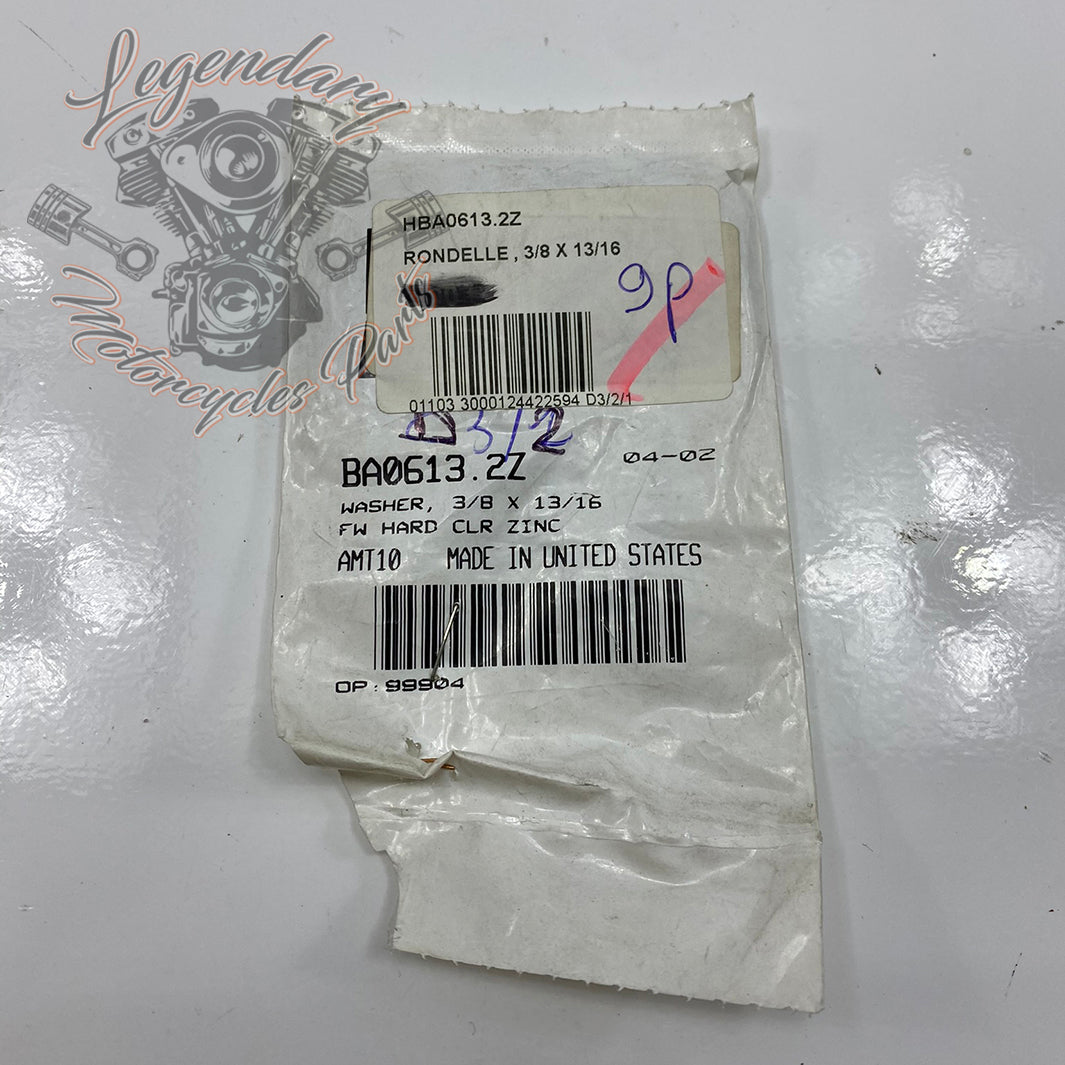 Legendary
Motorcycles Parts
HBA0613.2Z
RONDELLE , 3/8 X 13/16
9p
01103 3000124422594 D3/2/1
D3/2
BA0613.2Z 04-02
WASHER, 3/8 X 13/16
FW HARD CLR ZINC
AMT10 MADE IN UNITED STATES
OP: 99904